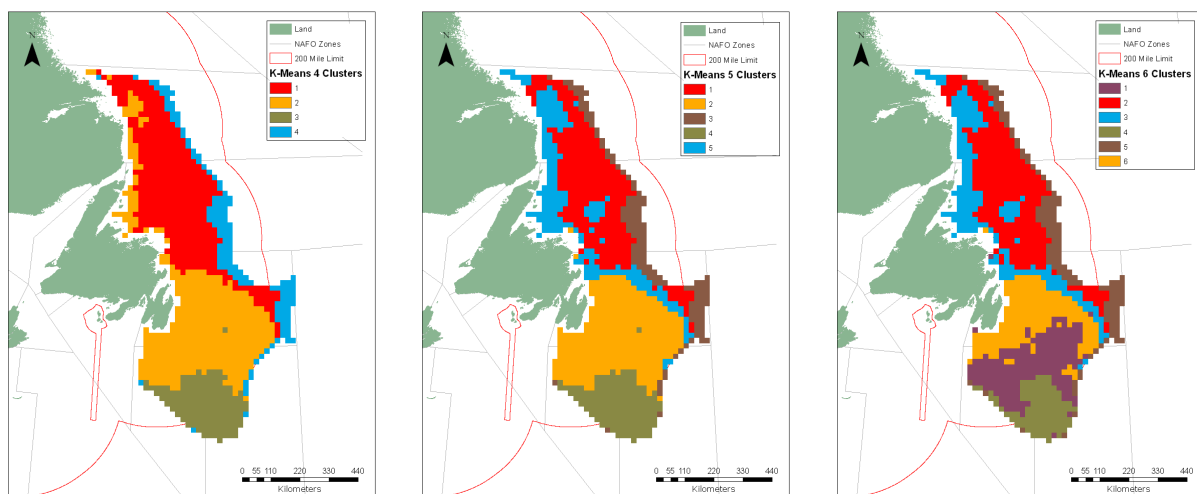 N
Land
NAFO Zones
200 Mile Limit
K-Means 4 Clusters
1
2
3
4
0 55 110 220 330 440
Kilometers
N
Land
NAFO Zones
200 Mile Limit
K-Means 5 Clusters
1
2
3
4
5
0 55 110 220 330 440
Kilometers
N
Land
NAFO Zones
200 Mile Limit
K-Means 6 Clusters
1
2
3
4
5
6
0 55 110 220 330 440
Kilometers